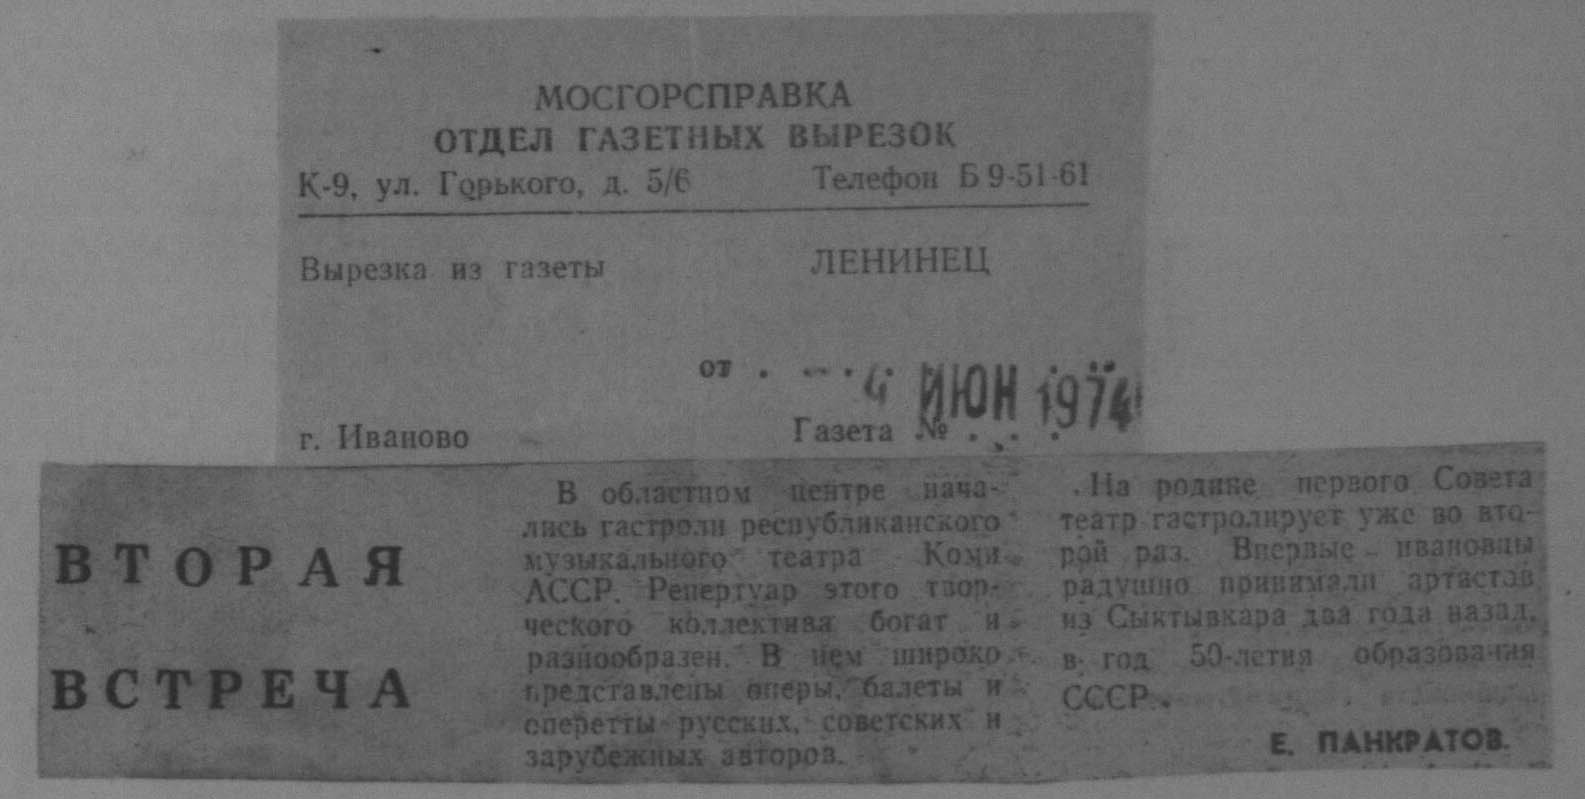 МОСГОРСПРАВКА
ОТДЕЛ ГАЗЕТНЫХ ВЫРЕЗОК
К-9, ул. Горького, д. 5/6 Телефон Б 9-51-61
Вырезка из газеты ЛЕНИНЕЦ
от . 4 ИЮН 1974
г. Иваново Газета № . . .
ВТОРАЯ
ВСТРЕЧА
В областном центре нача-
лись гастроли республиканского
музыкального театра Коми
АССР. Репертуар этого твор-
ческого коллектива богат и
разнообразен. В нем широко
представлены оперы, балеты и
оперетты русских, советских и
зарубежных авторов.
На родине первого Совета
театр гастролирует уже во вто-
рой раз. Впервые ивановцы
радушно принимали артистов
из Сыктывкара два года назад,
в год 50-летия образования
СССР.
Е. ПАНКРАТОВ.